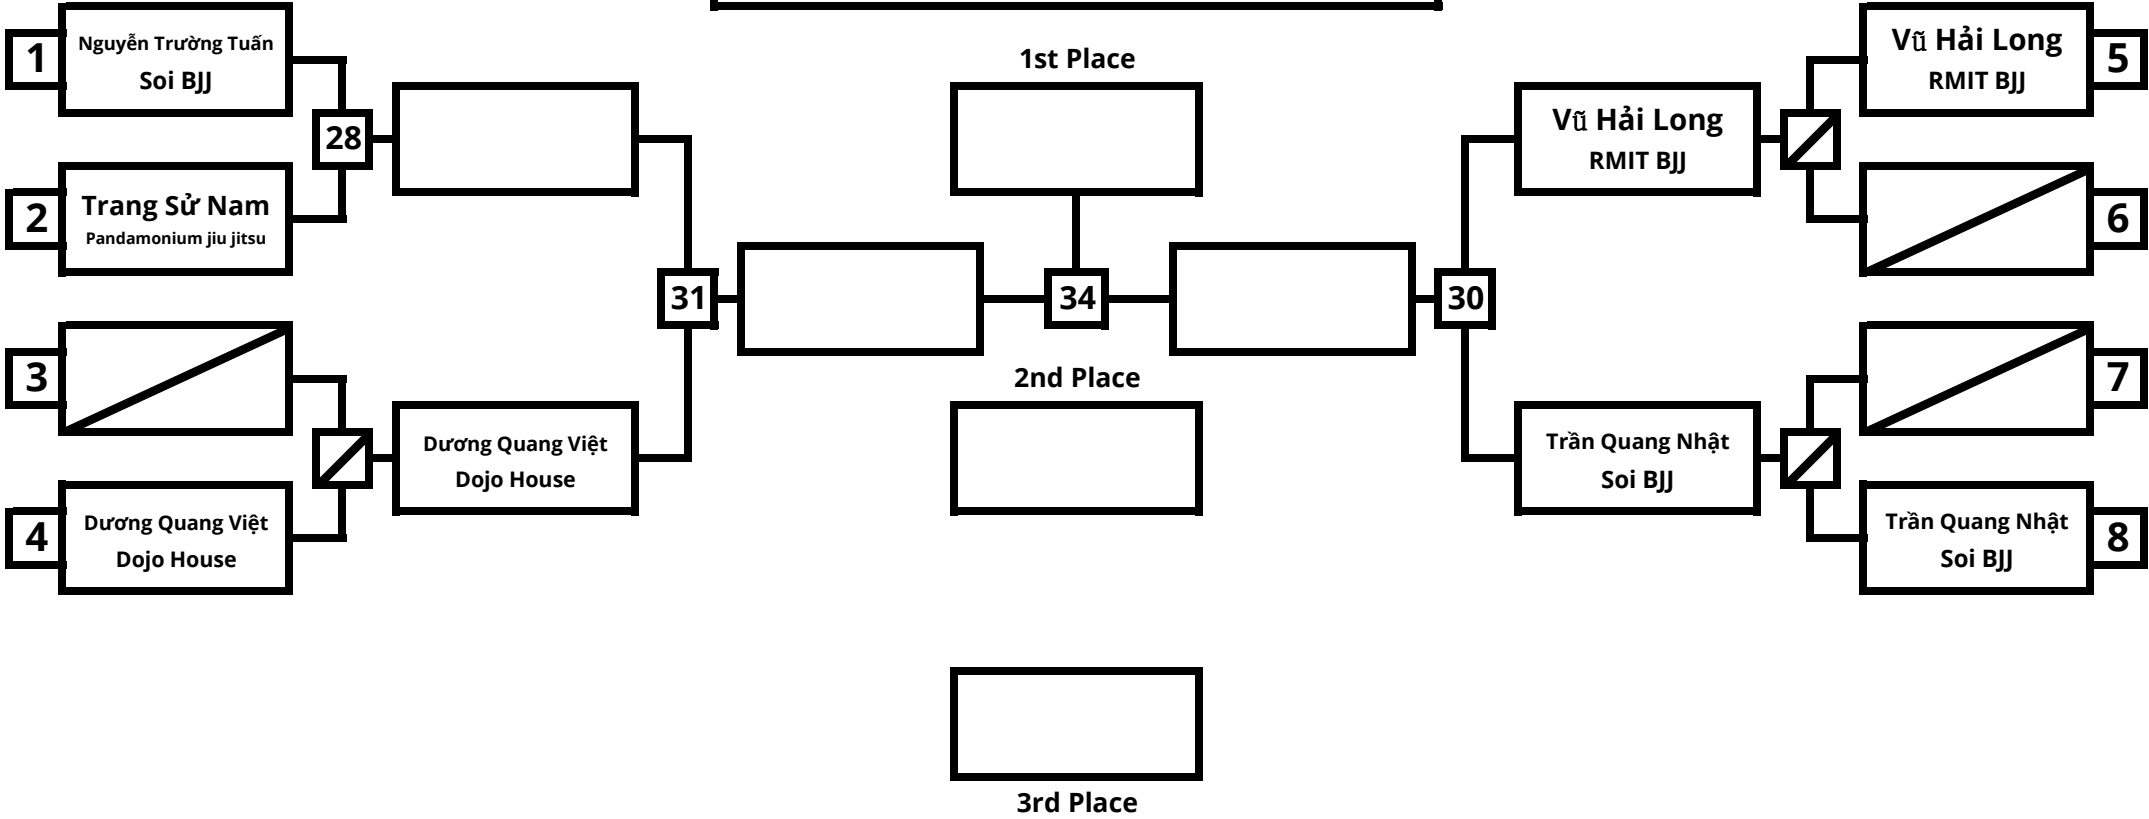 1
Nguyễn Trường Tuấn
Soi BJJ
28
2
Trang Sử Nam
Pandamonium jiu jitsu
3
4
Dương Quang Việt
Dojo House
Dương Quang Việt
Dojo House
31
1st Place
34
2nd Place
3rd Place
30
Vũ Hải Long
RMIT BJJ
Trần Quang Nhật
Soi BJJ
Vũ Hải Long
RMIT BJJ
5
6
7
Trần Quang Nhật
Soi BJJ
8